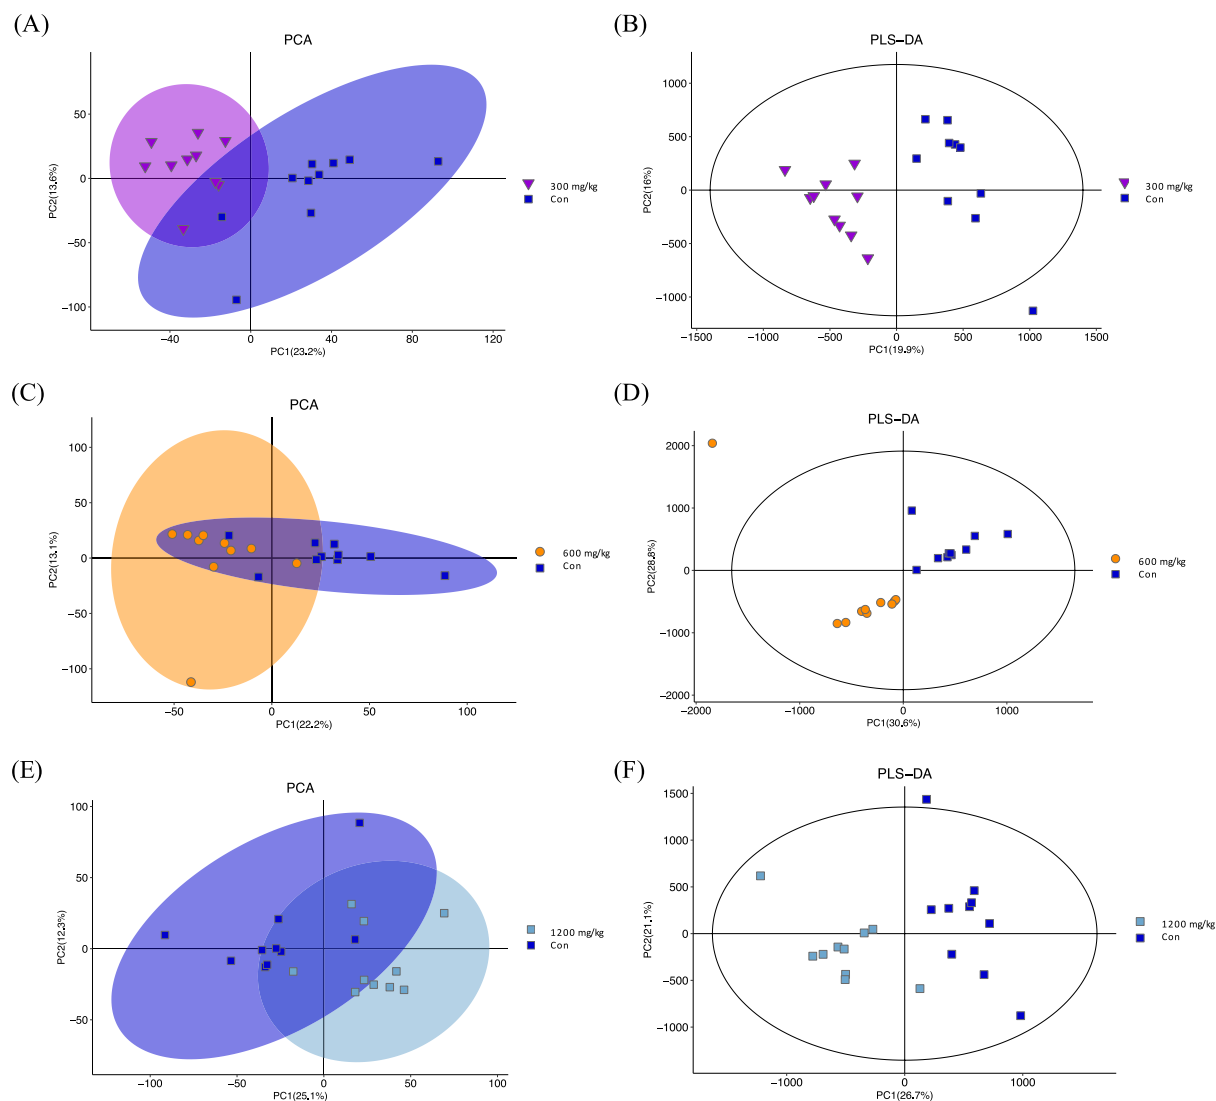 (A)
PCA
50
0
−50
−100
−40
0
40
80
120
PC1(23.2%)
PC2(13.6%)
300 mg/kg
Con
(B)
PLS−DA
1000
500
0
−500
−1000
−1500
−1000
−500
0
500
1000
1500
PC1(19.9%)
PC2(16%)
300 mg/kg
Con
(C)
PCA
100
50
0
−50
−100
−50
0
50
100
PC1(22.2%)
PC2(13.1%)
600 mg/kg
Con
(D)
PLS−DA
2000
1000
0
−1000
−2000
−2000
−1000
0
1000
PC1(30.6%)
PC2(28.8%)
600 mg/kg
Con
(E)
PCA
100
50
0
−50
−100
−50
0
50
100
PC1(25.1%)
PC2(12.3%)
1200 mg/kg
Con
(F)
PLS−DA
1500
1000
500
0
−500
−1000
−1000
0
1000
PC1(26.7%)
PC2(21.1%)
1200 mg/kg
Con